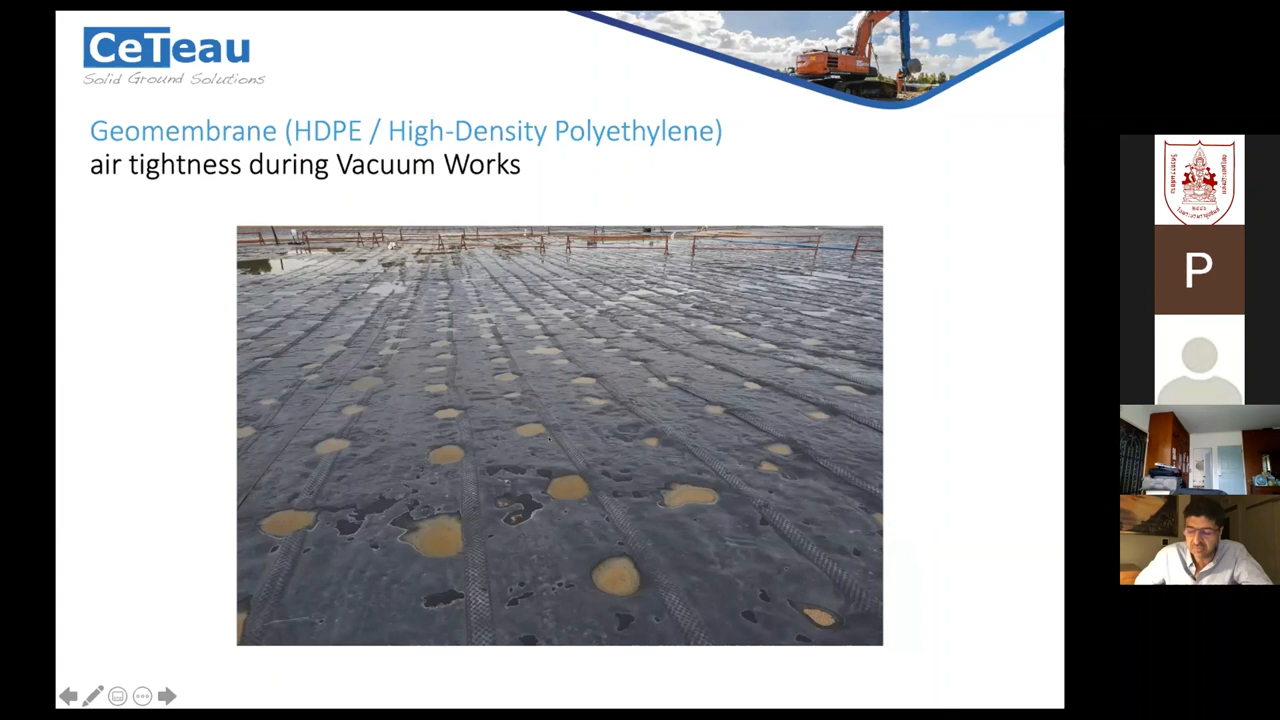 CeTeau
Solid Ground Solutions
Geomembrane (HDPE / High-Density Polyethylene)
air tightness during Vacuum Works
P